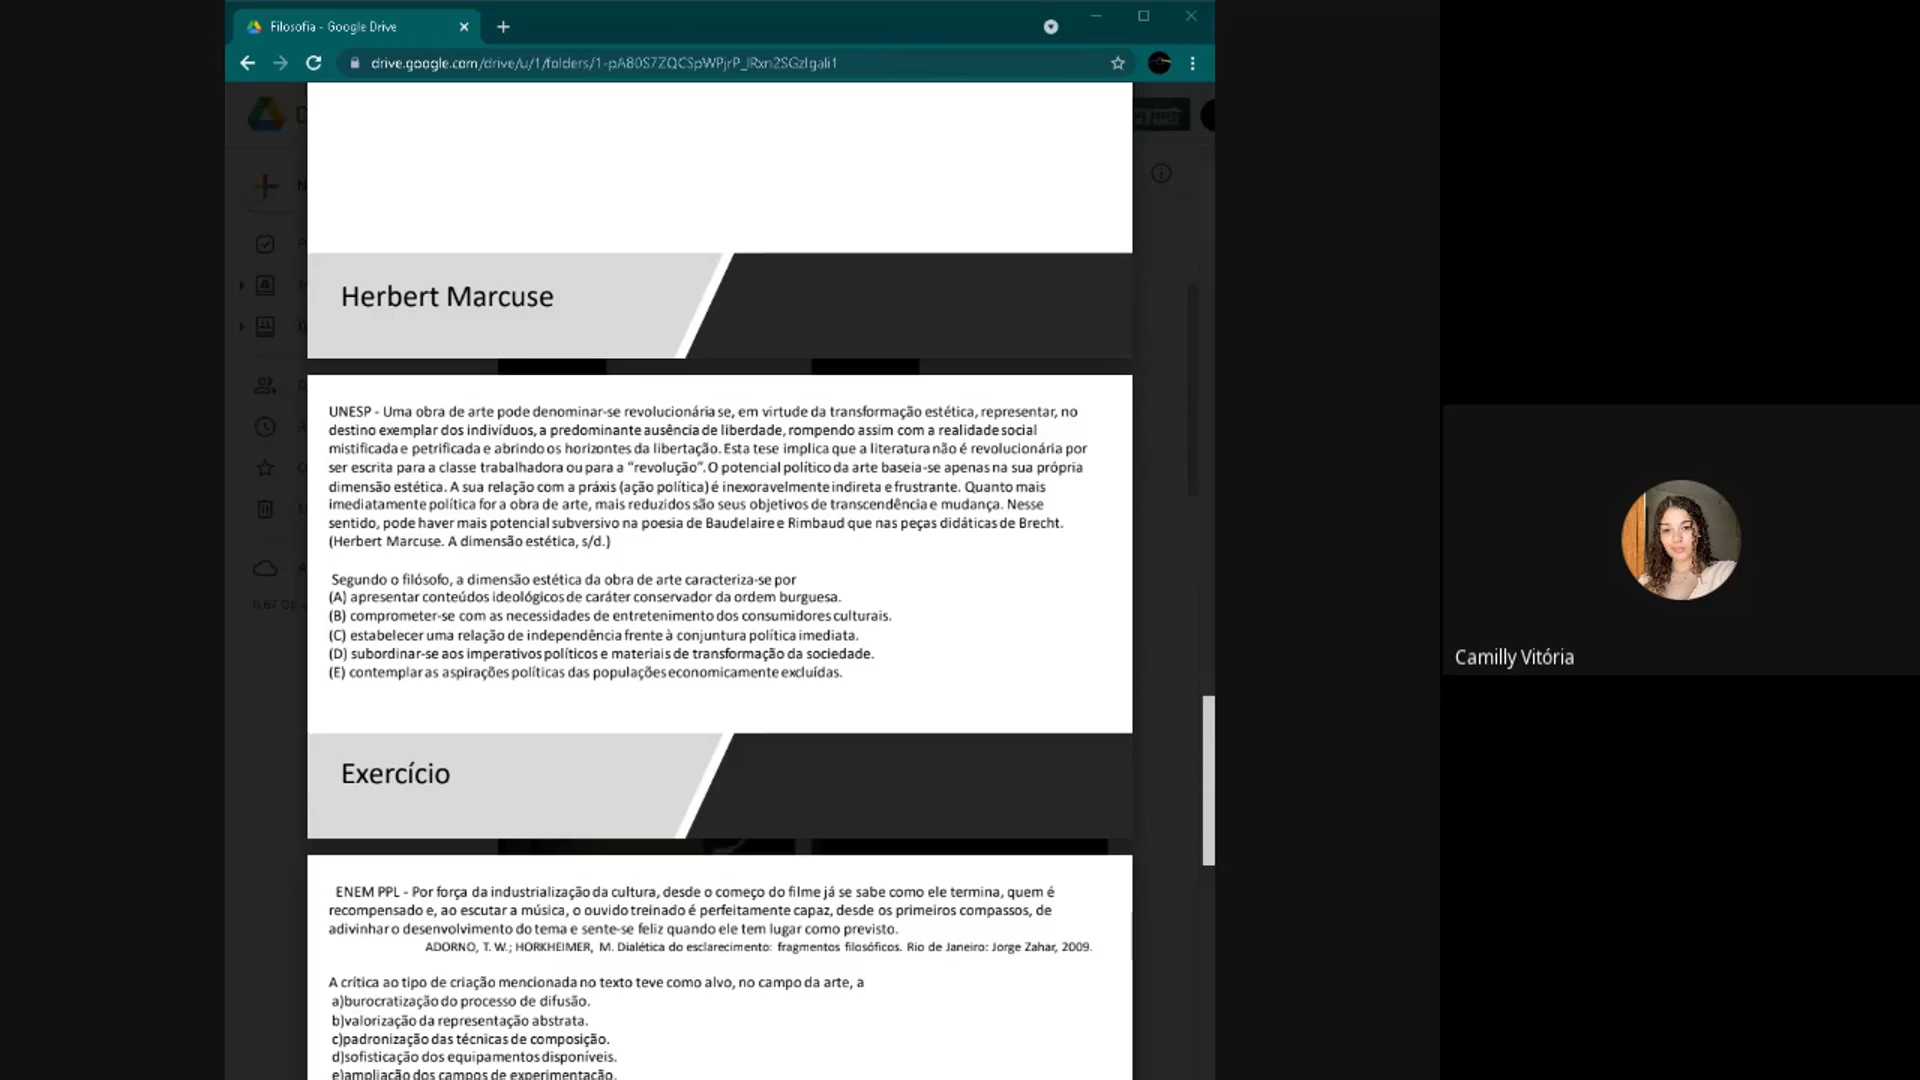 Filosofia - Google Drive
drive.google.com/drive/u/1/folders/
Herbert Marcuse
UNESP - Uma obra de arte pode denominar-se revolucionária se, em virtude da transformação estética, representar, no
destino exemplar dos indivíduos, a predominante ausência de liberdade, rompendo assim com a realidade social
mistificada e petrificada e abrindo os horizontes da libertação. Esta tese implica que a literatura não é revolucionária por
ser escrita para a classe trabalhadora ou para a “revolução”. O potencial político da arte baseia-se apenas na sua própria
dimensão estética. A sua relação com a práxis (ação política) é inexoravelmente indireta e frustrante. Quanto mais
imediatamente política for a obra de arte, mais reduzidos são seus objetivos de transcendência e mudança. Nesse
sentido, pode haver mais potencial subversivo na poesia de Baudelaire e Rimbaud que nas peças didáticas de Brecht.
(Herbert Marcuse. A dimensão estética, s/d.)
Segundo o filósofo, a dimensão estética da obra de arte caracteriza-se por
(A) apresentar conteúdos ideológicos de caráter conservador da ordem burguesa.
(B) comprometer-se com as necessidades de entretenimento dos consumidores culturais.
(C) estabelecer uma relação de independência frente à conjuntura política imediata.
(D) subordinar-se aos imperativos políticos e materiais de transformação da sociedade.
(E) contemplar as aspirações políticas das populações economicamente excluídas.
Exercício
ENEM PPL - Por força da industrialização da cultura, desde o começo do filme já se sabe como ele termina, quem é
recompensado e, ao escutar a música, o ouvido treinado é perfeitamente capaz, desde os primeiros compassos, de
adivinhar o desenvolvimento do tema e sente-se feliz quando ele tem lugar como previsto.
ADORNO, T. W.; HORKHEIMER, M. Dialética do esclarecimento: fragmentos filosóficos. Rio de Janeiro: Jorge Zahar, 2009.
A crítica ao tipo de criação mencionada no texto teve como alvo, no campo da arte, a
a)burocratização do processo de difusão.
b)valorização da representação abstrata.
c)padronização das técnicas de composição.
d)sofisticação dos equipamentos disponíveis.
e)ampliação dos campos de experimentação.
Camilly Vitória